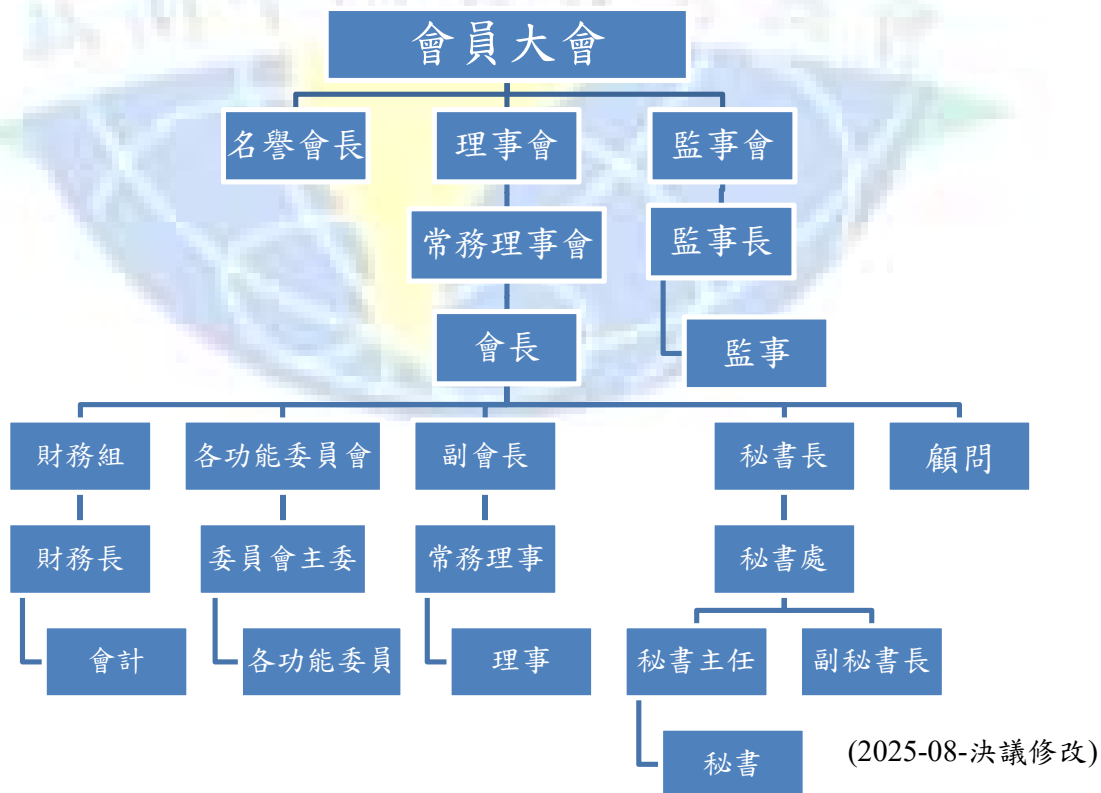 會員大會
名譽會長
理事會
監事會
常務理事會
監事長
會長
監事
財務組
各功能委員會
副會長
秘書長
顧問
財務長
委員會主委
常務理事
秘書處
會計
各功能委員
理事
秘書主任
副秘書長
秘書
(2025-08-決議修改)